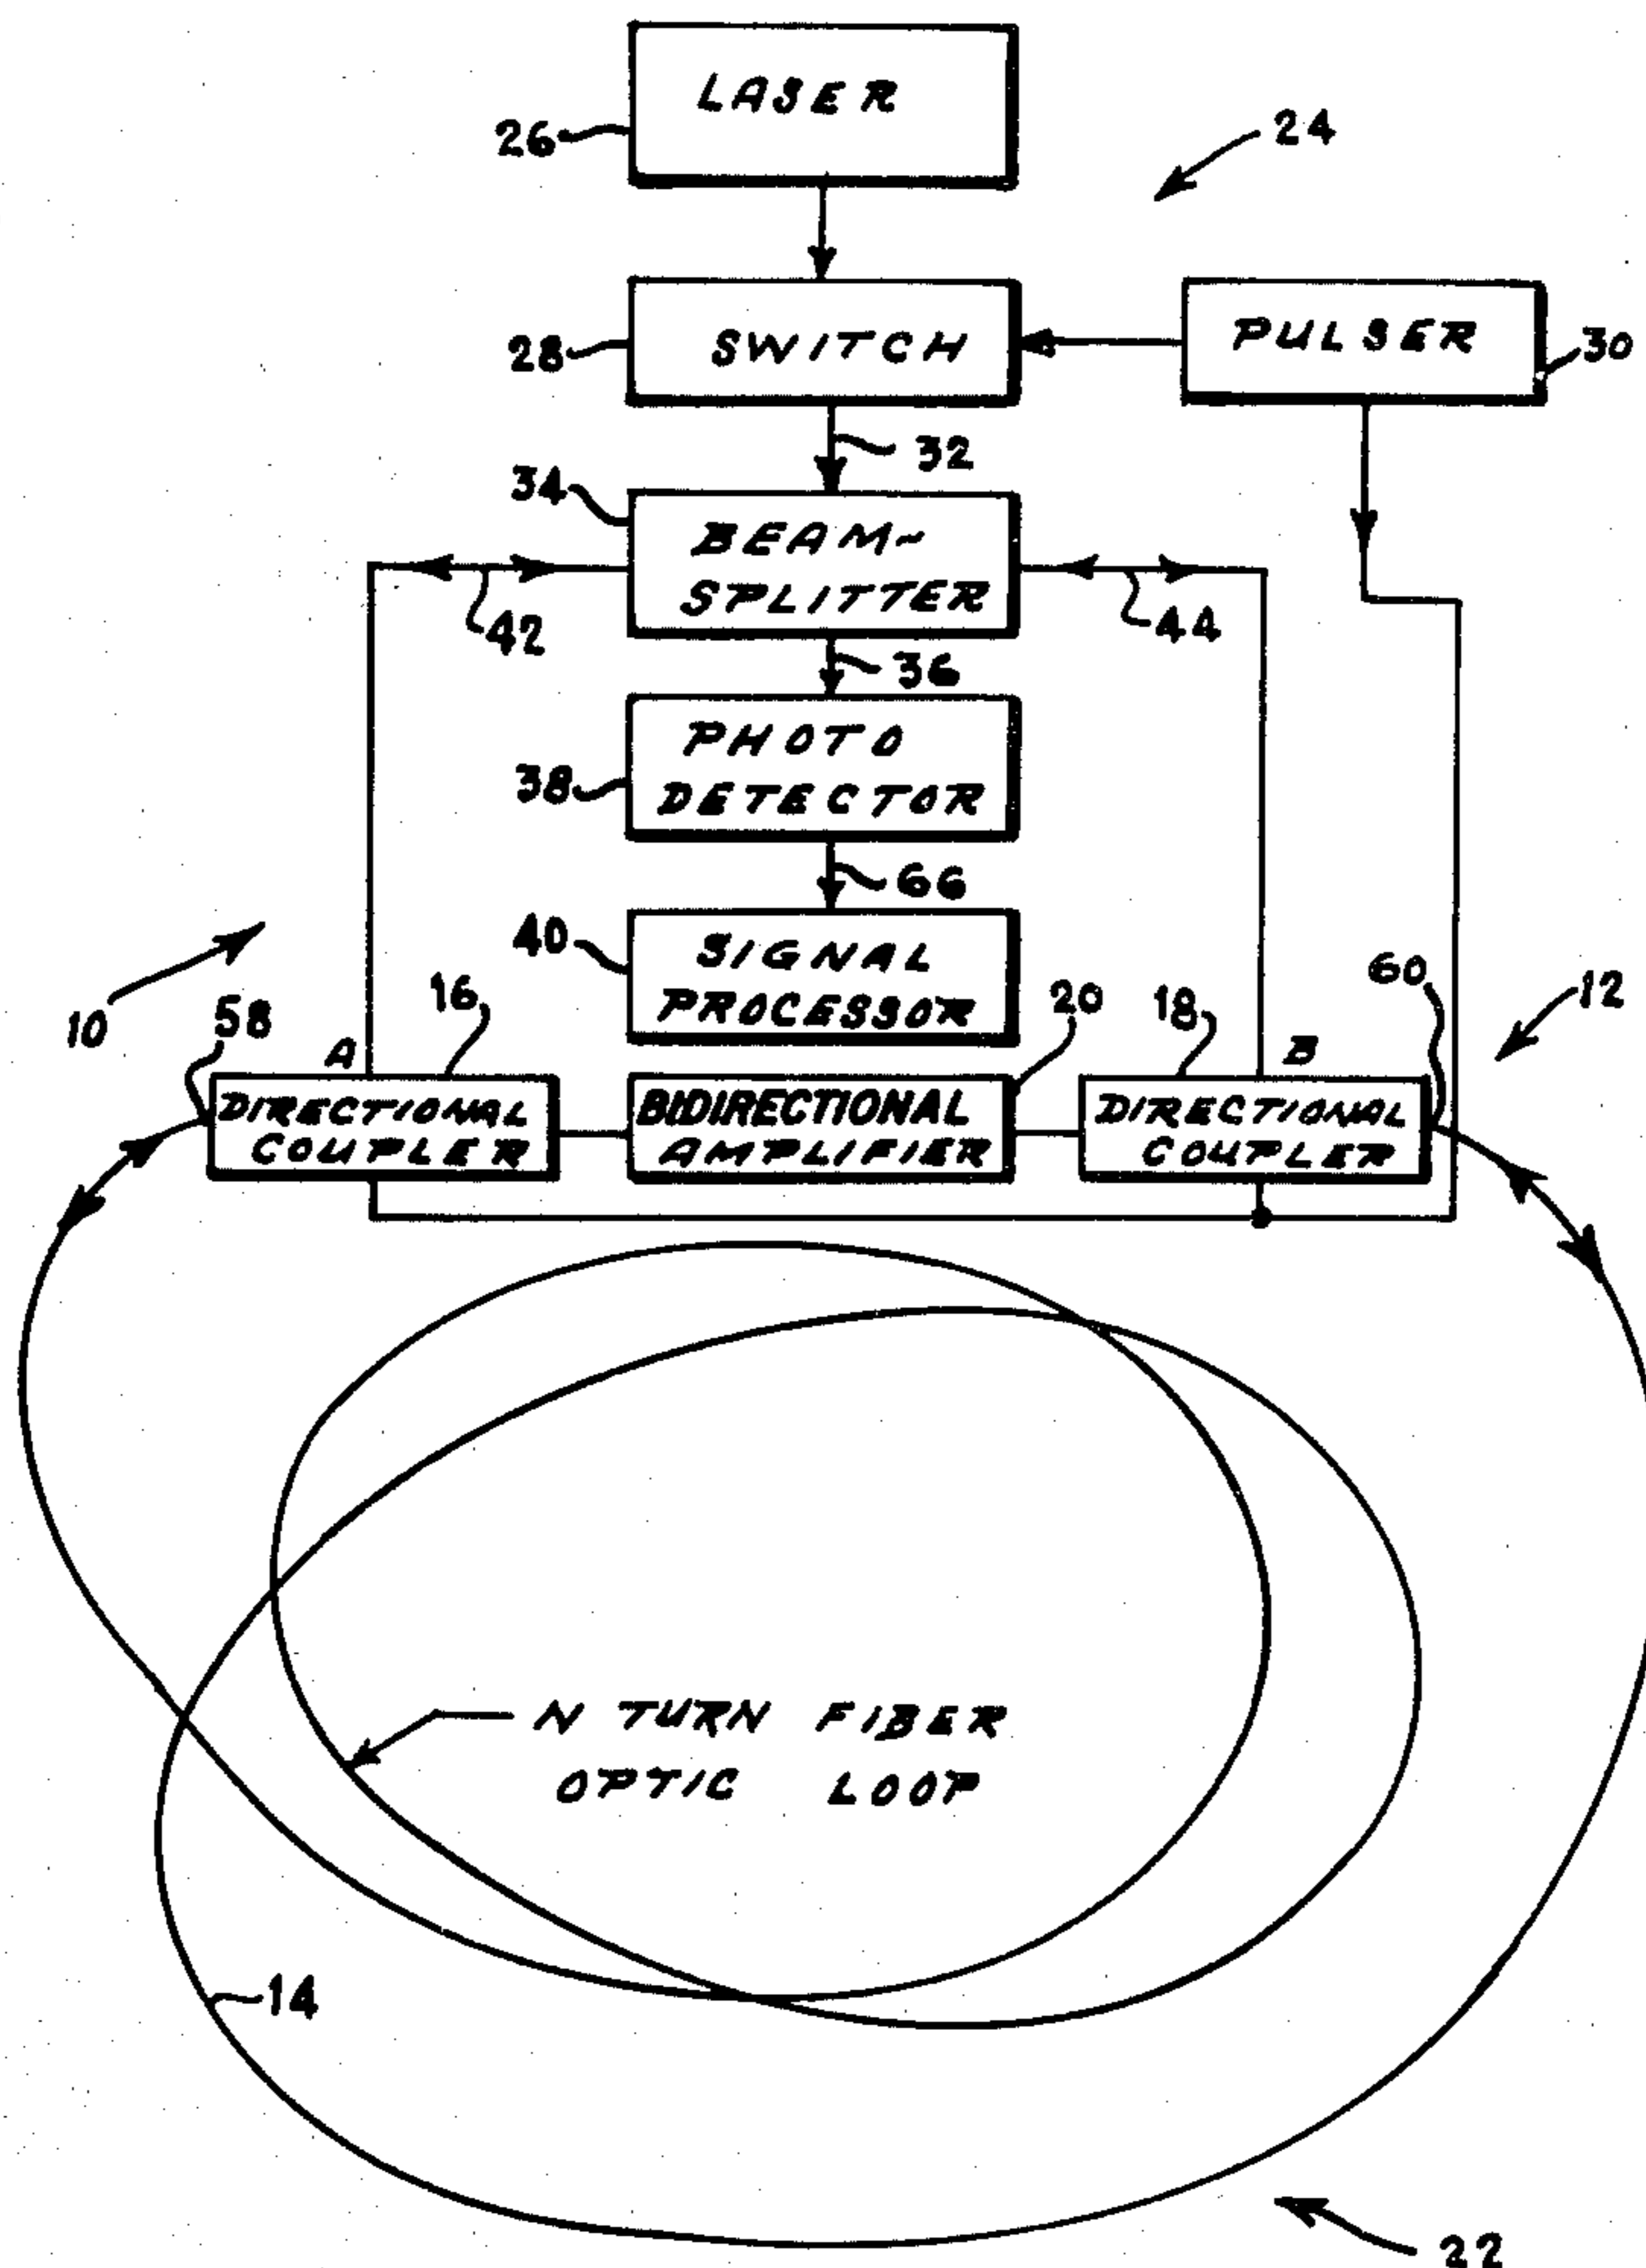 LASER
26
24
SWITCH
28
PULSER
30
32
34
BEAM-
SPLITTER
42
44
36
PHOTO
DETECTOR
38
66
40
SIGNAL
PROCESSOR
10
58
A
16
20
18
B
60
12
DIRECTIONAL
COUPLER
BIDIRECTIONAL
AMPLIFIER
DIRECTIONAL
COUPLER
N TURN FIBER
OPTIC LOOP
14
22